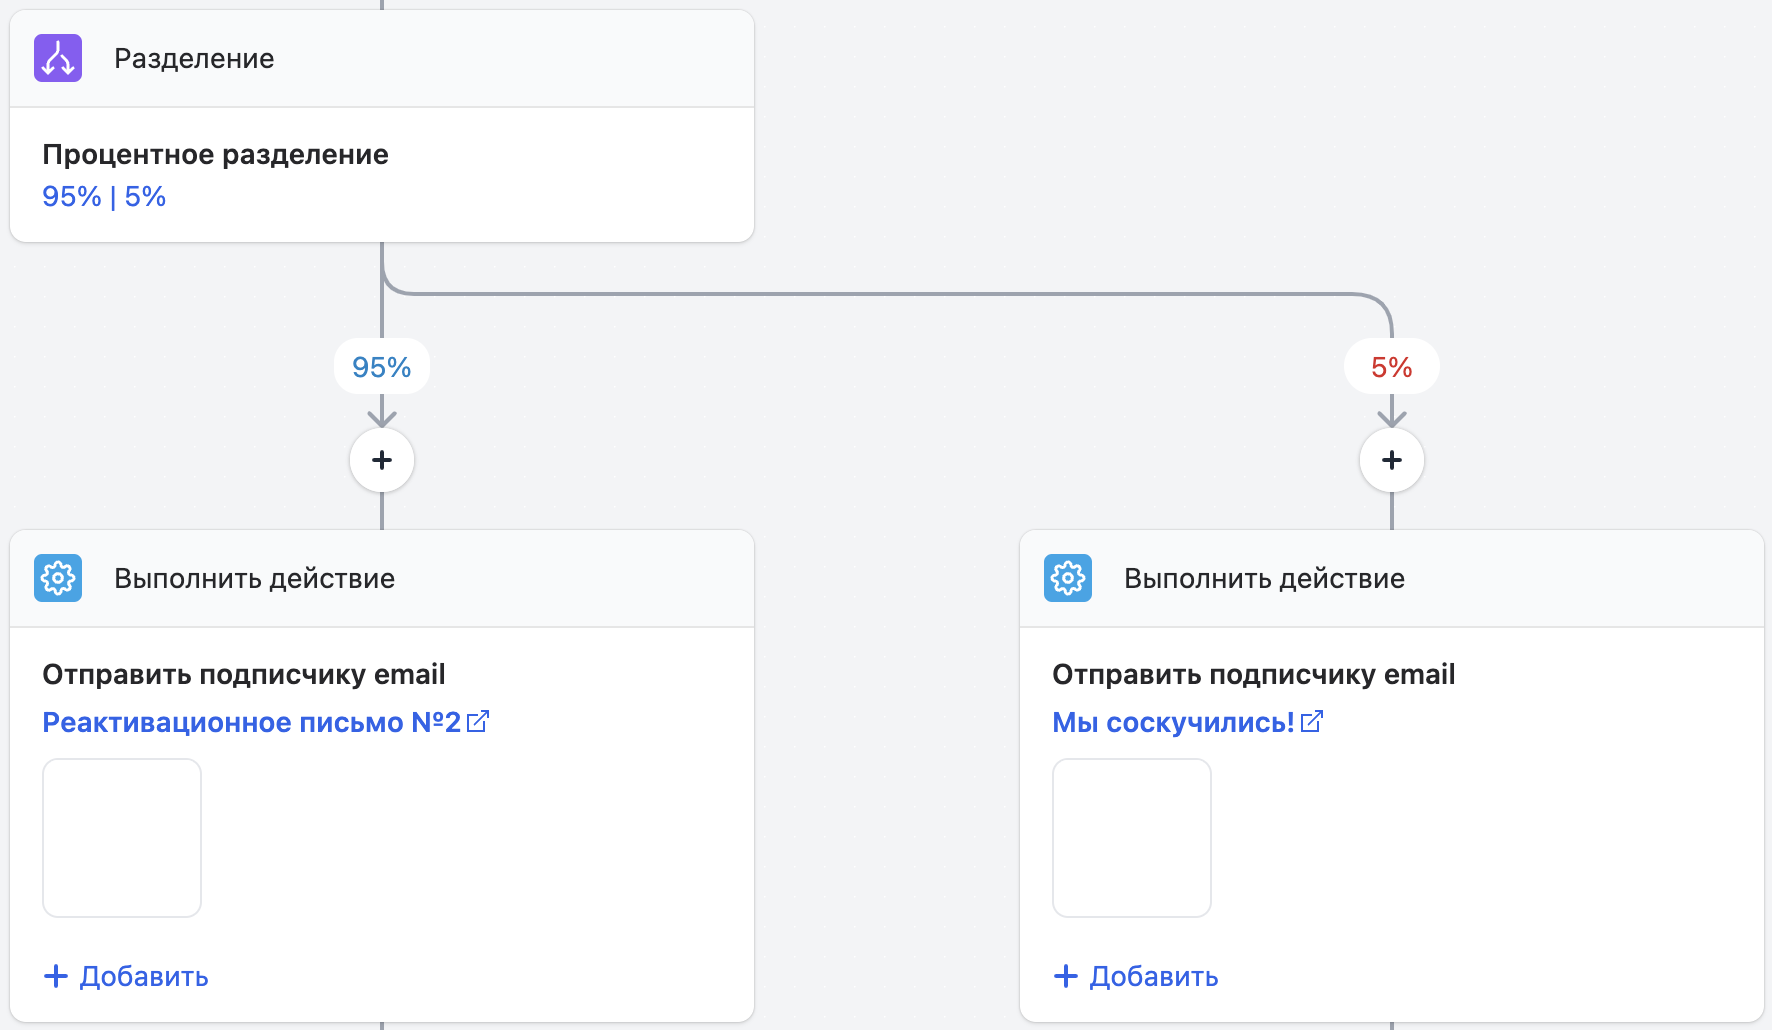 Разделение
Процентное разделение
95% | 5%
95%
5%
Выполнить действие
Отправить подписчику email
Реактивационное письмо №2
+ Добавить
Выполнить действие
Отправить подписчику email
Мы соскучились!
+ Добавить